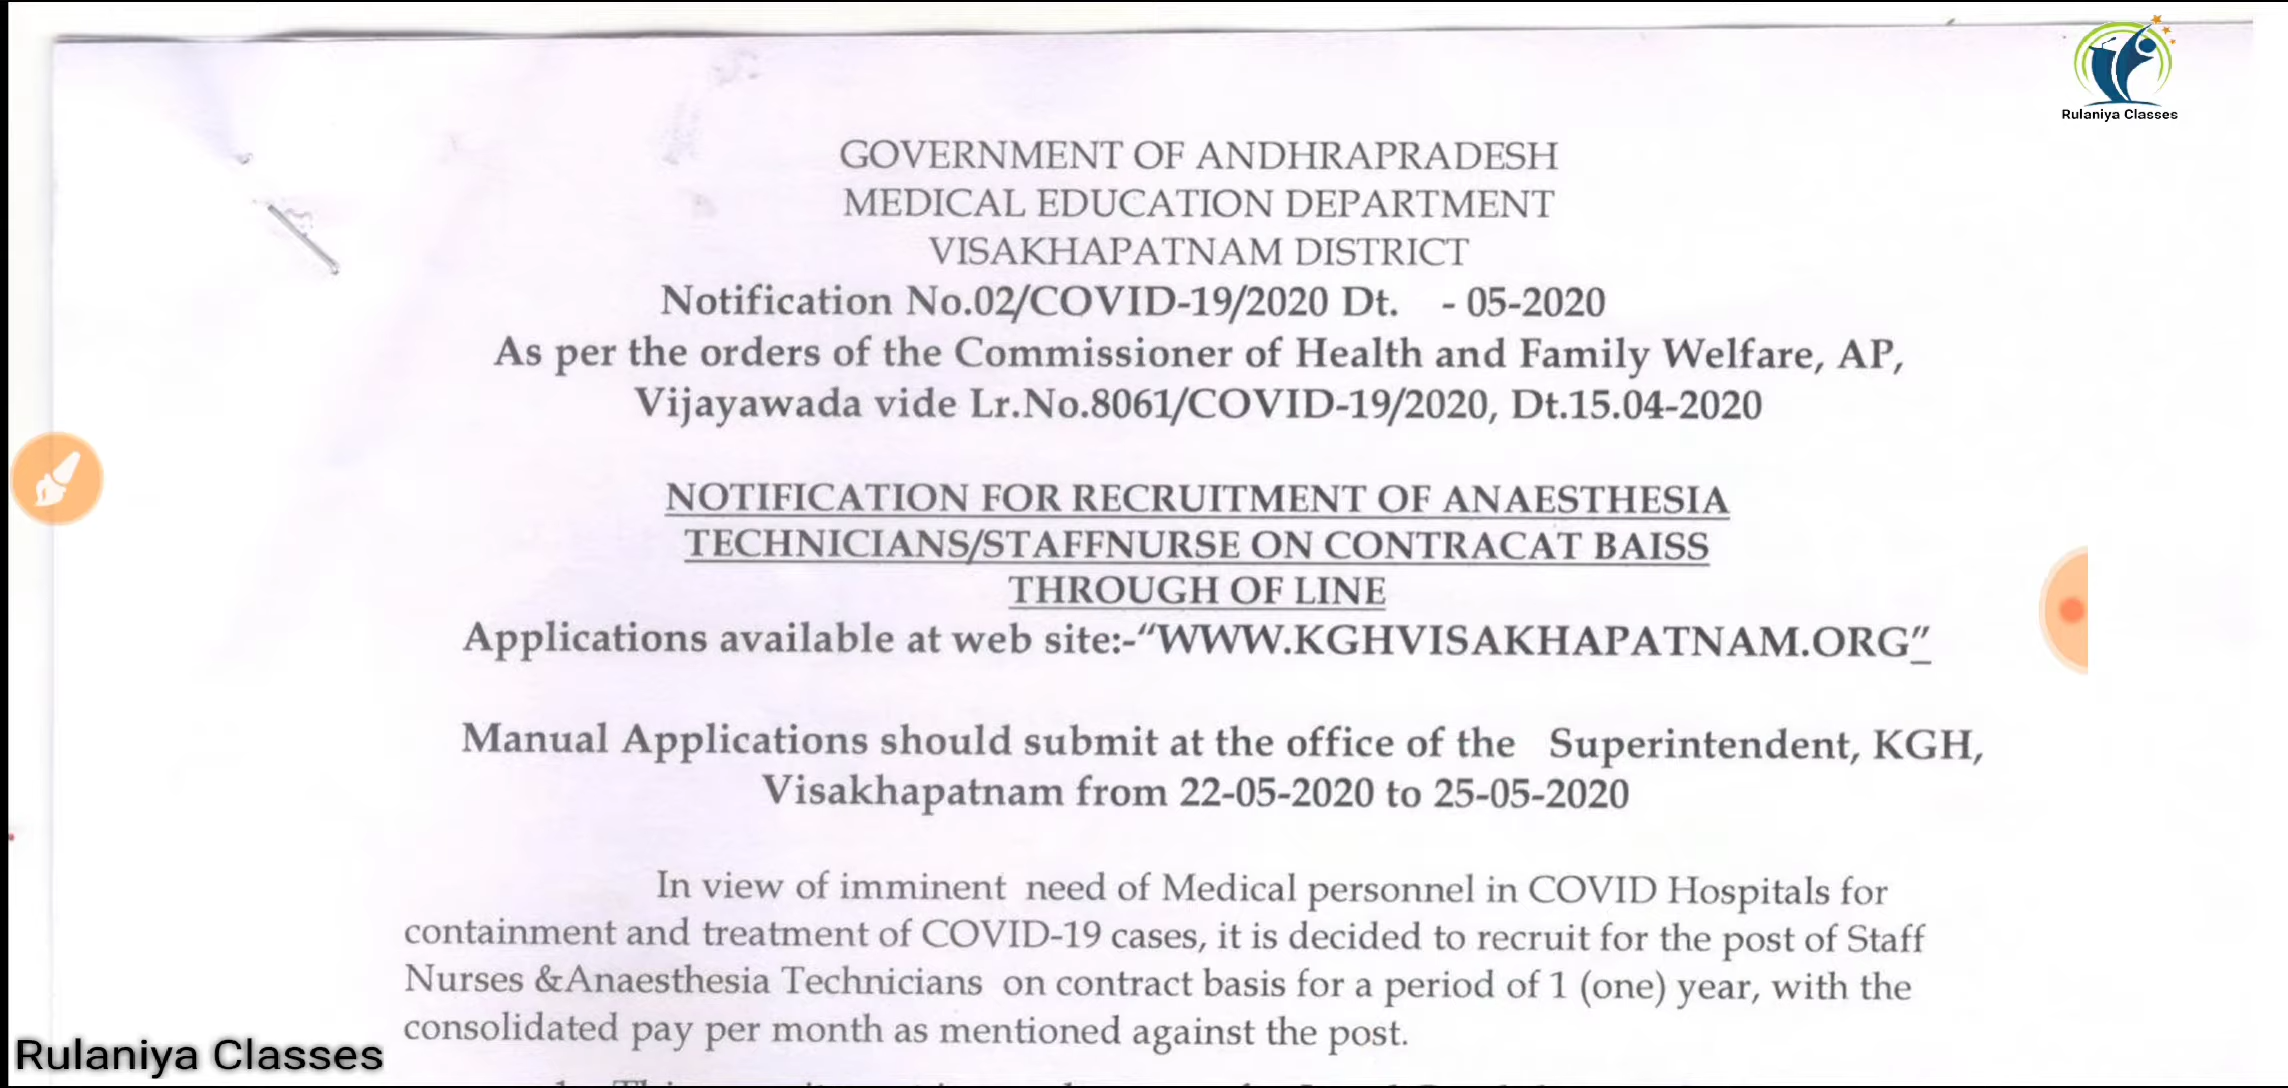 Rulaniya Classes
GOVERNMENT OF ANDHRAPRADESH
MEDICAL EDUCATION DEPARTMENT
VISAKHAPATNAM DISTRICT
Notification No.02/COVID-19/2020 Dt.    - 05-2020
As per the orders of the Commissioner of Health and Family Welfare, AP,
Vijayawada vide Lr.No.8061/COVID-19/2020, Dt.15.04-2020
NOTIFICATION FOR RECRUITMENT OF ANAESTHESIA
TECHNICIANS/STAFFNURSE ON CONTRACAT BAISS
THROUGH OF LINE
Applications available at web site:-“WWW.KGHVISAKHAPATNAM.ORG”
Manual Applications should submit at the office of the  Superintendent, KGH,
Visakhapatnam from 22-05-2020 to 25-05-2020
In view of imminent  need of Medical personnel in COVID Hospitals for
containment and treatment of COVID-19 cases, it is decided to recruit for the post of Staff
Nurses &Anaesthesia Technicians  on contract basis for a period of 1 (one) year, with the
consolidated pay per month as mentioned against the post.
Rulaniya Classes